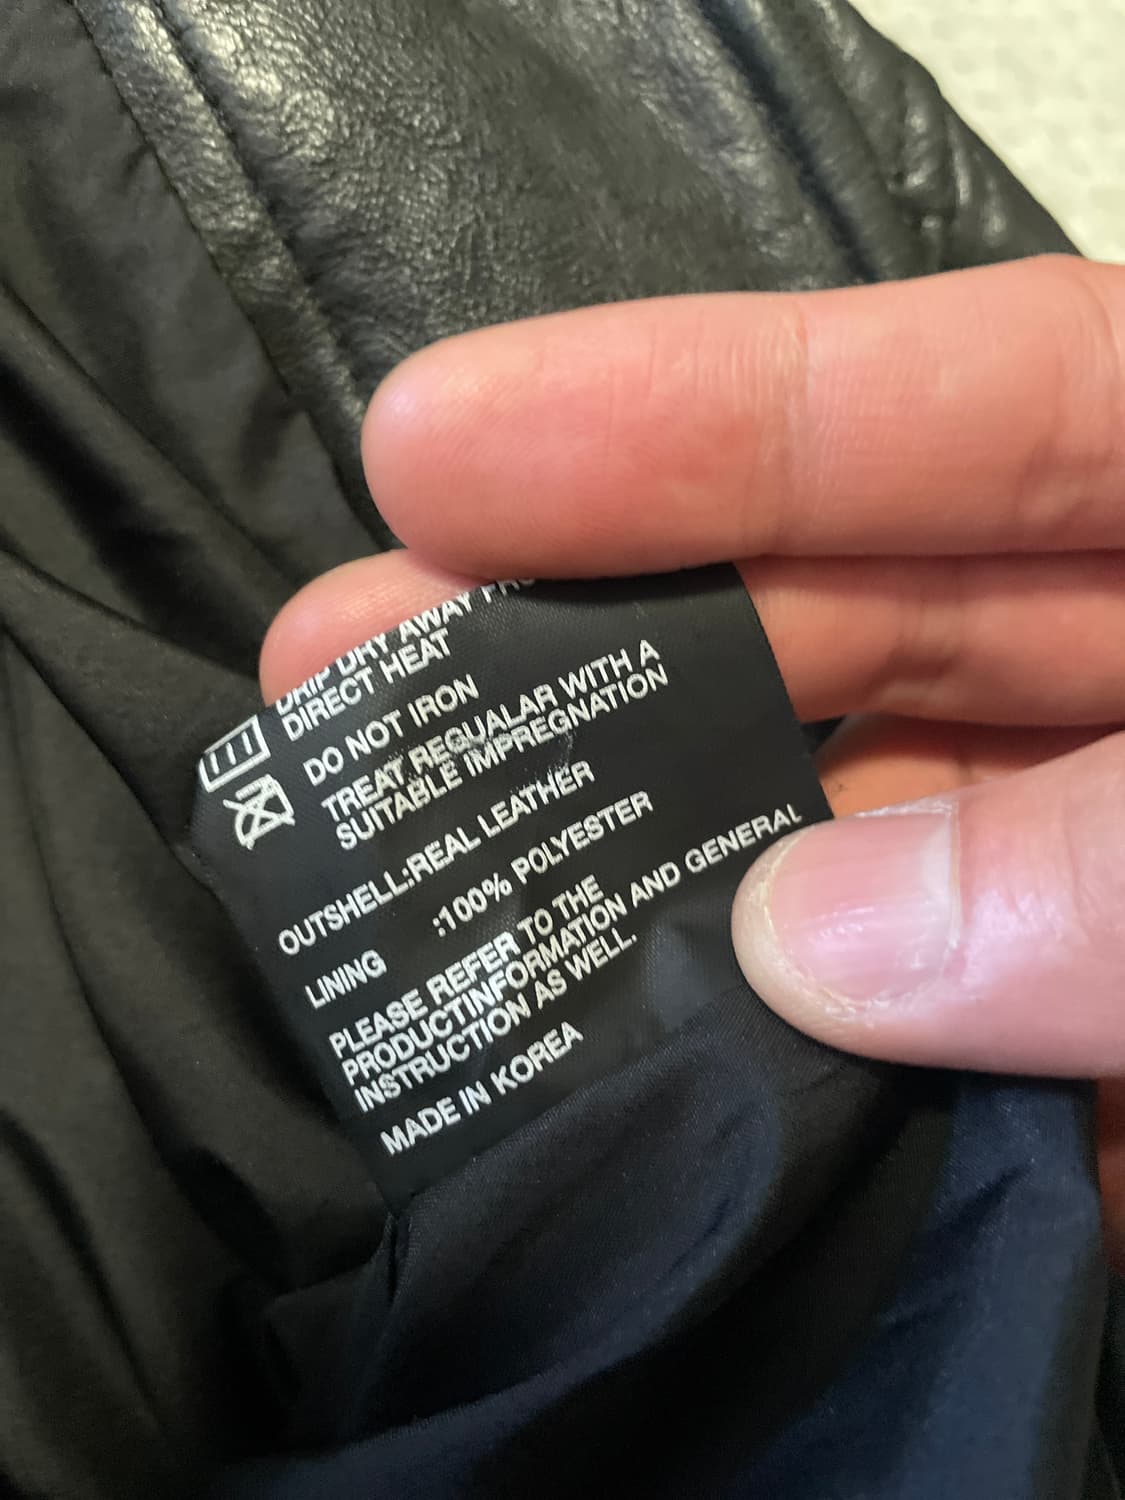 DRIP DRY AWAY FRO
DIRECT HEAT
DO NOT IRON
TREAT REGUALAR WITH A
SUITABLE IMPREGNATION
OUTSHELL:REAL LEATHER
LINING :100% POLYESTER
PLEASE REFER TO THE
PRODUCTINFORMATION AND GENERAL
INSTRUCTION AS WELL.
MADE IN KOREA